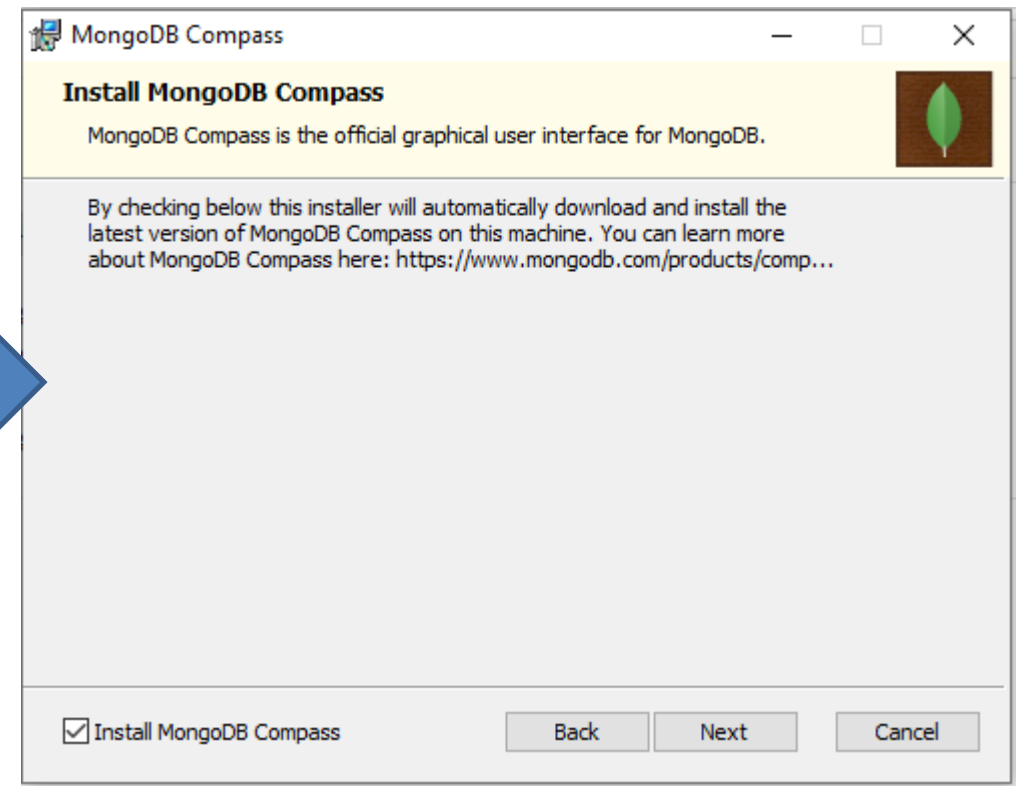 MongoDB Compass
Install MongoDB Compass
MongoDB Compass is the official graphical user interface for MongoDB.
By checking below this installer will automatically download and install the
latest version of MongoDB Compass on this machine. You can learn more
about MongoDB Compass here: https://www.mongodb.com/products/comp...
Install MongoDB Compass
Back
Next
Cancel